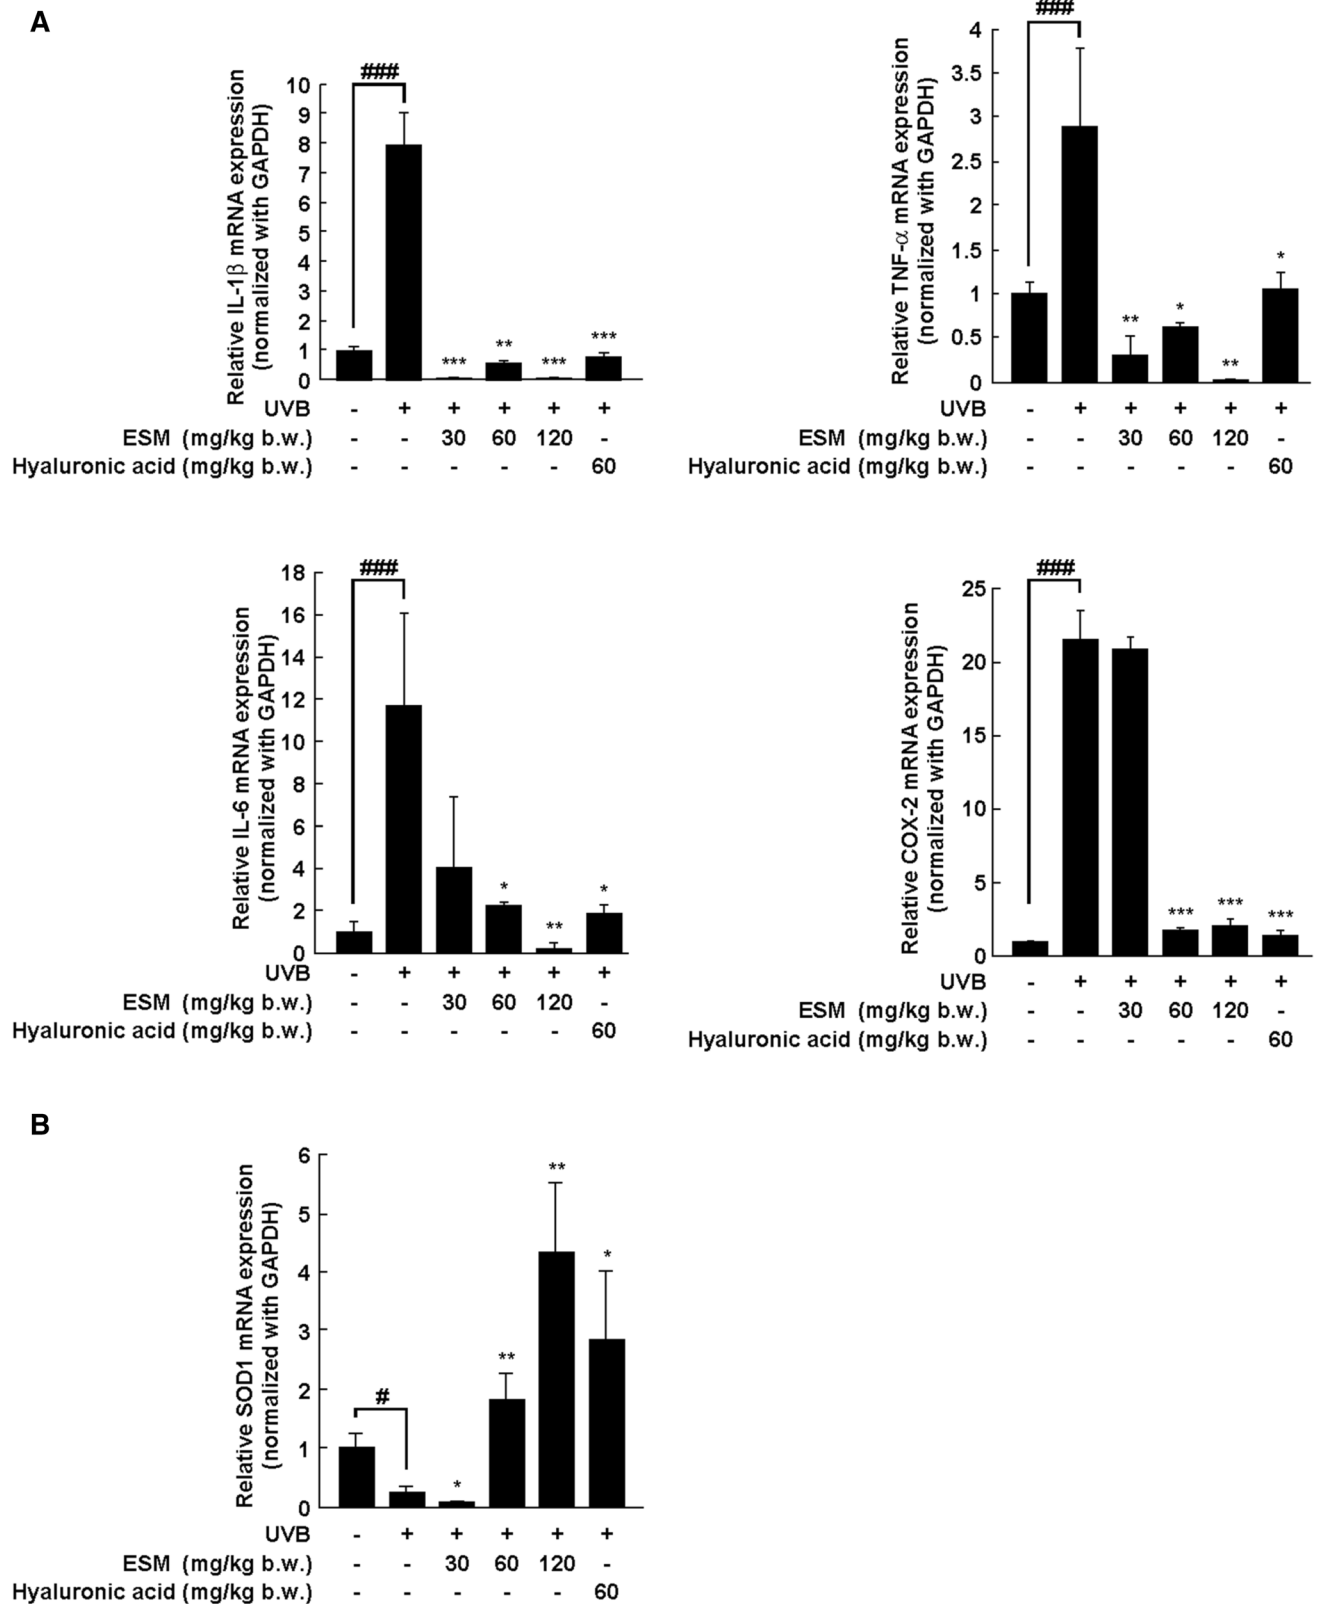 A
###
Relative IL-1β mRNA expression
(normalized with GAPDH)
10
9
8
7
6
5
4
3
2
1
0
*** ** *** ***
UVB - + + + + +
ESM (mg/kg b.w.) - - 30 60 120 -
Hyaluronic acid (mg/kg b.w.) - - - - - 60
###
Relative TNF-α mRNA expression
(normalized with GAPDH)
4
3.5
3
2.5
2
1.5
1
0.5
0
** * ** *
UVB - + + + + +
ESM (mg/kg b.w.) - - 30 60 120 -
Hyaluronic acid (mg/kg b.w.) - - - - - 60
###
Relative IL-6 mRNA expression
(normalized with GAPDH)
18
16
14
12
10
8
6
4
2
0
* ** *
UVB - + + + + +
ESM (mg/kg b.w.) - - 30 60 120 -
Hyaluronic acid (mg/kg b.w.) - - - - - 60
###
Relative COX-2 mRNA expression
(normalized with GAPDH)
25
20
15
10
5
0
*** *** ***
UVB - + + + + +
ESM (mg/kg b.w.) - - 30 60 120 -
Hyaluronic acid (mg/kg b.w.) - - - - - 60
B
Relative SOD1 mRNA expression
(normalized with GAPDH)
6
5
4
3
2
1
0
#
* ** ** *
UVB - + + + + +
ESM (mg/kg b.w.) - - 30 60 120 -
Hyaluronic acid (mg/kg b.w.) - - - - - 60